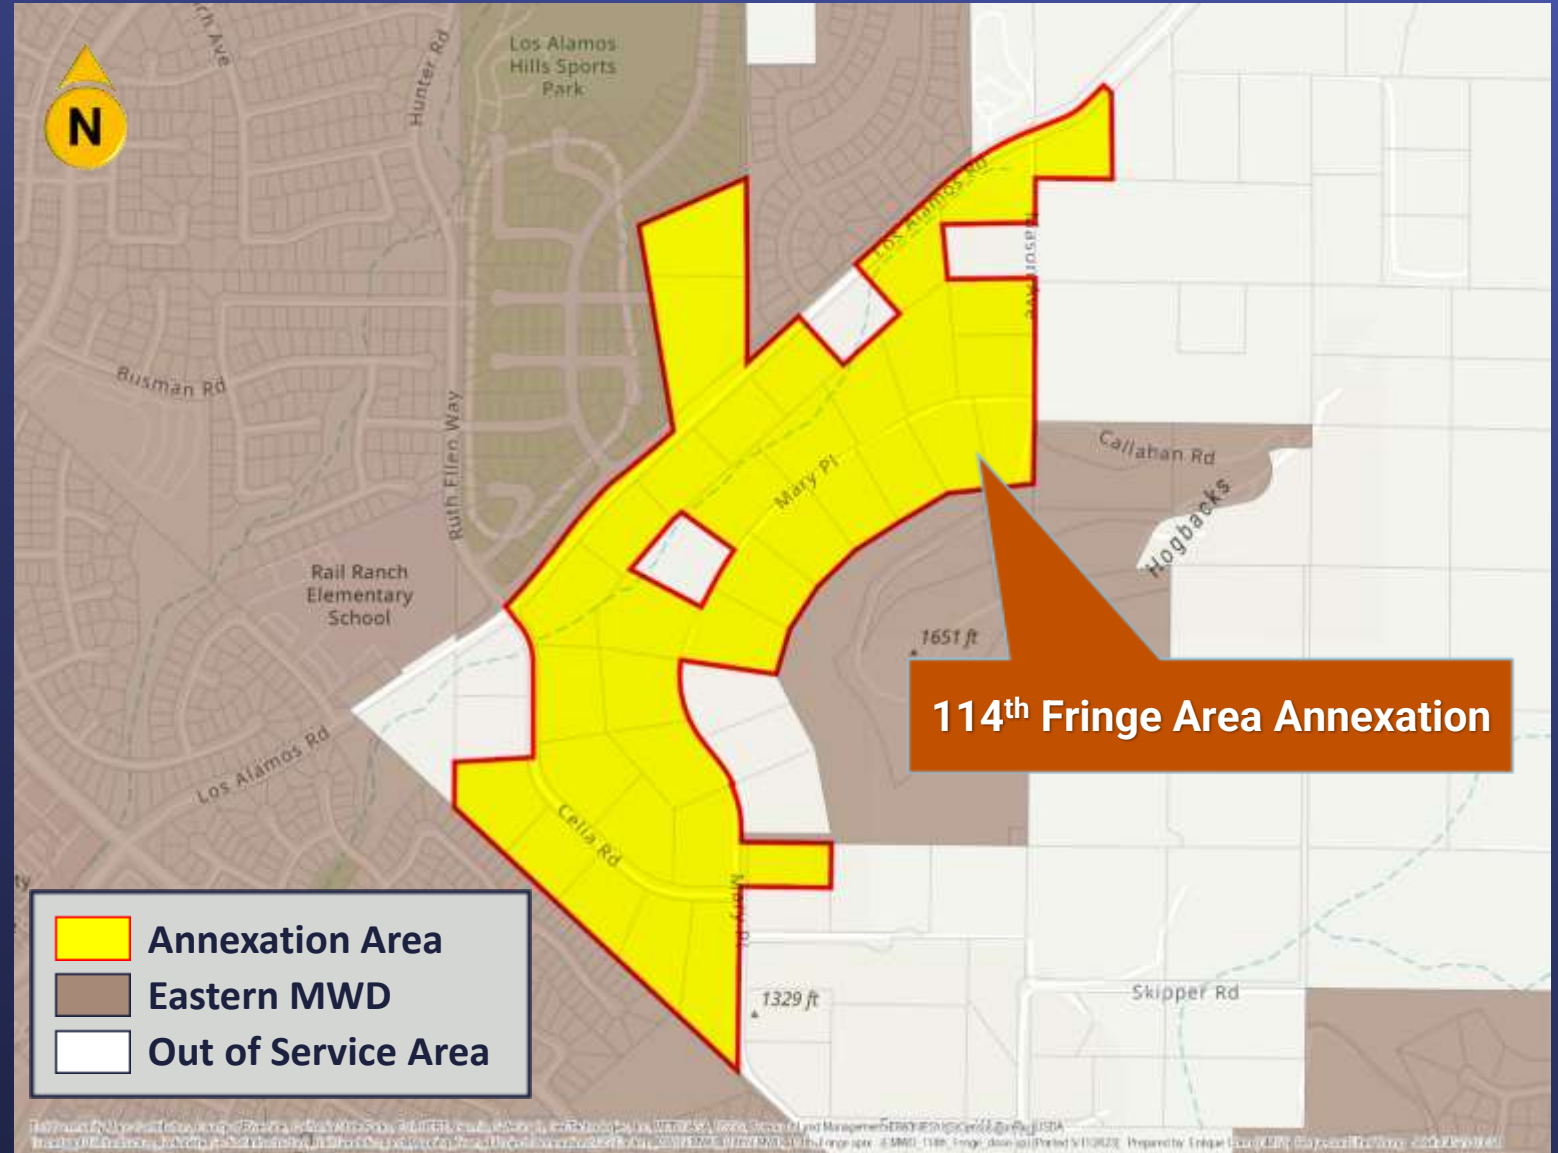 N
Los Alamos
Hills Sports
Park
Hunter Rd
Los Alamos Rd
Mason Ave
Busman Rd
Ruth Ellen Way
Callahan Rd
Mary Pl
Hogbacks
Rail Ranch
Elementary
School
1651 ft
114th Fringe Area Annexation
Los Alamos Rd
Celia Rd
Mary Pl
Annexation Area
Eastern MWD
Out of Service Area
1329 ft
Skipper Rd